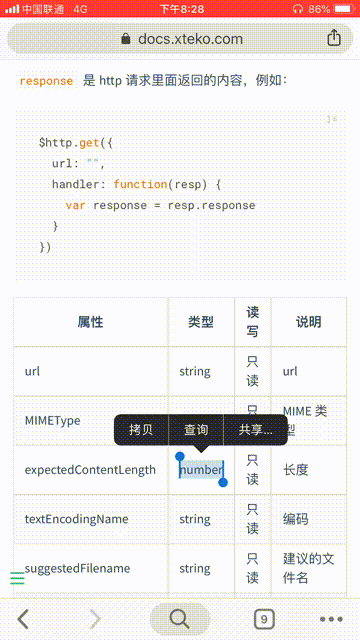 中国联通 4G 下午8:28 86%
docs.xteko.com
response 是 http 请求里面返回的内容，例如：
js
$http.get({
url: "",
handler: function(resp) {
var response = resp.response
}
})
属性 类型 读写 说明
url string 只读 url
MIMEType 只 MIME 类型
拷贝 查询 共享...
expectedContentLength number 只读 长度
textEncodingName string 只读 编码
suggestedFilename string 只读 建议的文件名
9